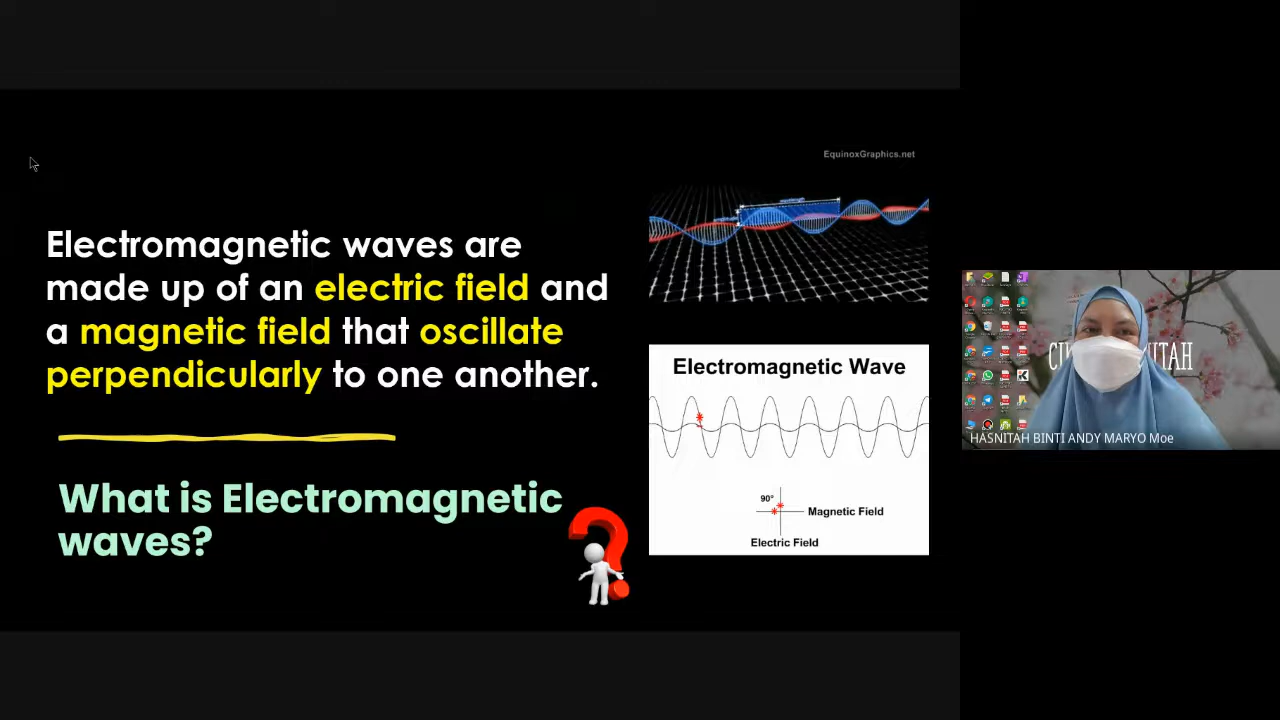 EquinoxGraphics.net
Electromagnetic waves are
made up of an electric field and
a magnetic field that oscillate
perpendicularly to one another.
What is Electromagnetic
waves?
Electromagnetic Wave
90°
Magnetic Field
Electric Field
HASNITAH BINTI ANDY MARYO Moe